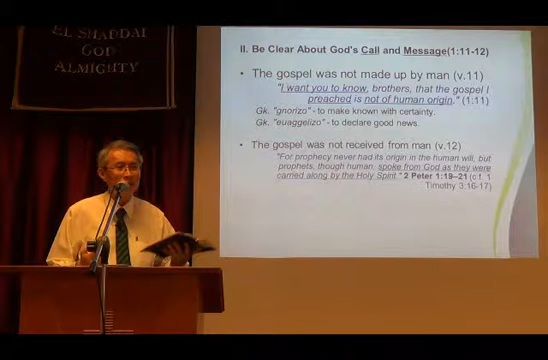 EL SHADDAI
GOD
ALMIGHTY
II. Be Clear About God's Call and Message(1:11-12)
• The gospel was not made up by man (v.11)
"I want you to know, brothers, that the gospel I
preached is not of human origin." (1:11)
Gk. "gnorizo" - to make known with certainty.
Gk. "euaggelizo" - to declare good news.
• The gospel was not received from man (v.12)
"For prophecy never had its origin in the human will, but
prophets, though human, spoke from God as they were
carried along by the Holy Spirit " 2 Peter 1:19–21 (c.f. 1
Timothy 3:16-17)